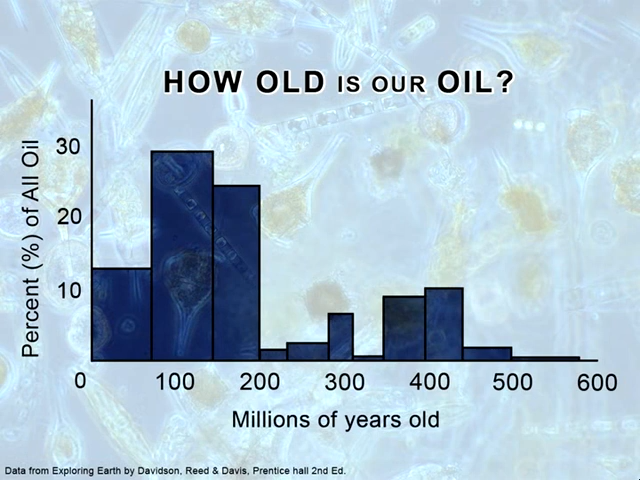 HOW OLD IS OUR OIL?
Percent (%) of All Oil
30
20
10
0 100 200 300 400 500 600
Millions of years old
Data from Exploring Earth by Davidson, Reed & Davis, Prentice hall 2nd Ed.